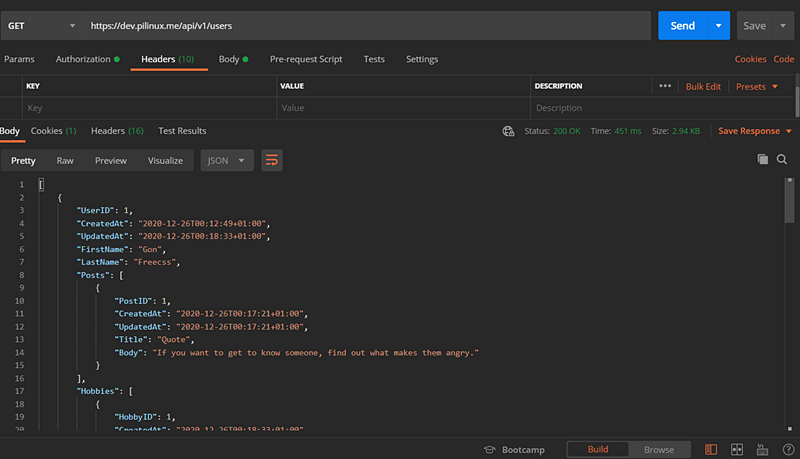 GET https://dev.pilinux.me/api/v1/users Send Save
Params Authorization Headers (10) Body Pre-request Script Tests Settings Cookies Code
KEY VALUE DESCRIPTION ••• Bulk Edit Presets
Key Value Description
Body Cookies (1) Headers (16) Test Results Status: 200 OK Time: 451 ms Size: 2.94 KB Save Response
Pretty Raw Preview Visualize JSON
1 [
2 {
3 "UserID": 1,
4 "CreatedAt": "2020-12-26T00:12:49+01:00",
5 "UpdatedAt": "2020-12-26T00:18:33+01:00",
6 "FirstName": "Gon",
7 "LastName": "Freecss",
8 "Posts": [
9 {
10 "PostID": 1,
11 "CreatedAt": "2020-12-26T00:17:21+01:00",
12 "UpdatedAt": "2020-12-26T00:17:21+01:00",
13 "Title": "Quote",
14 "Body": "If you want to get to know someone, find out what makes them angry."
15 }
16 ],
17 "Hobbies": [
18 {
19 "HobbyID": 1,
20 "CreatedAt": "2020-12-26T00:18:33+01:00"
Bootcamp Build Browse